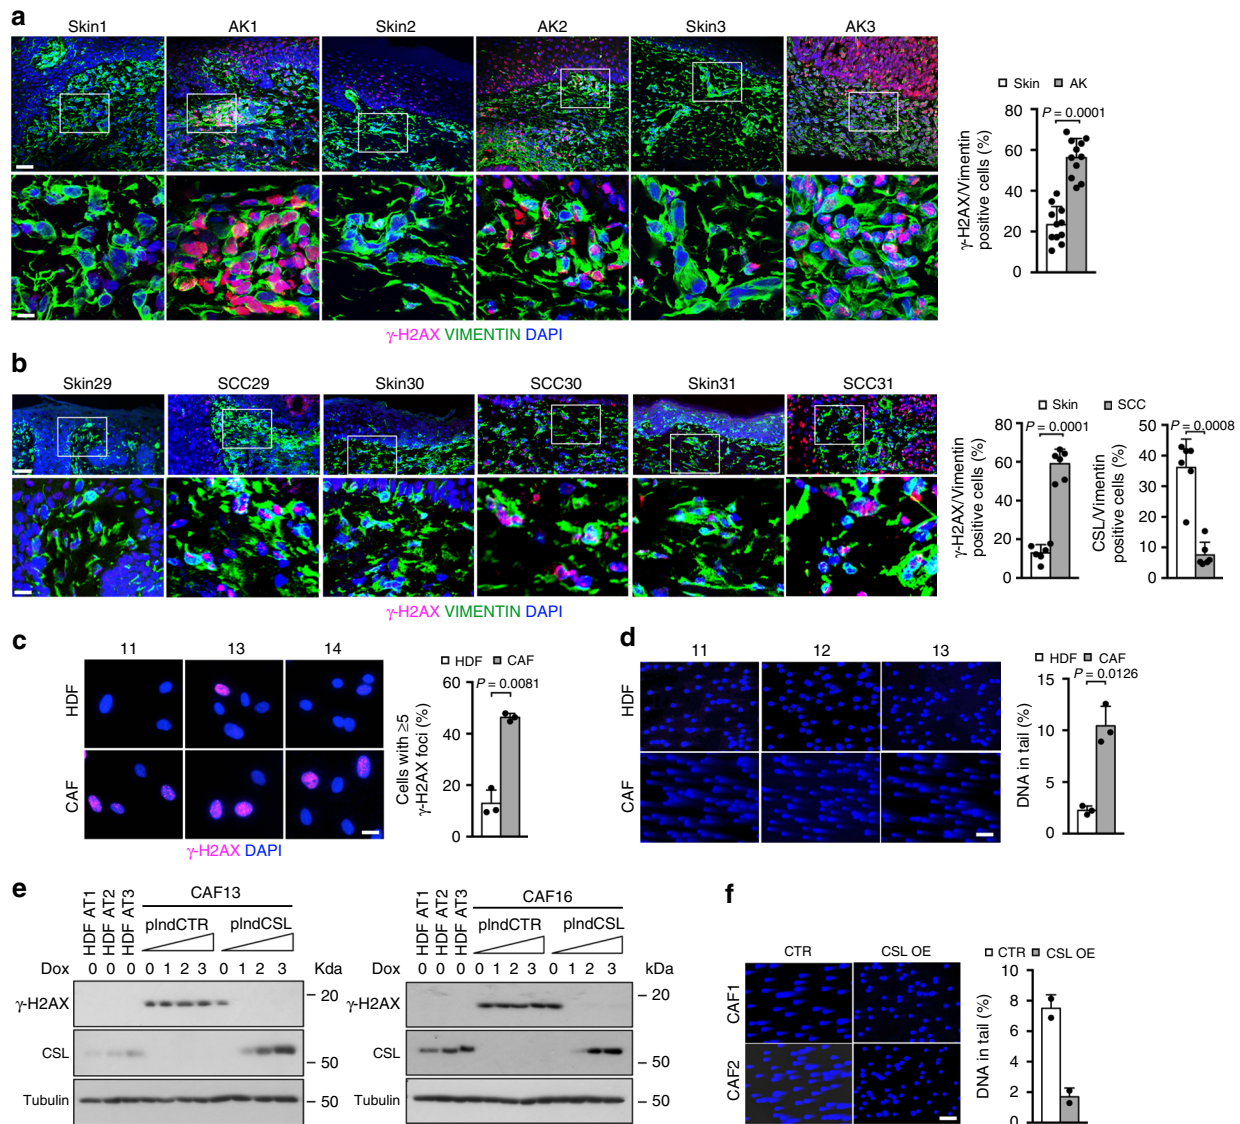 a
Skin1 AK1 Skin2 AK2 Skin3 AK3
γ-H2AX VIMENTIN DAPI
Skin AK
P = 0.0001
γ-H2AX/Vimentin
positive cells (%)
80
60
40
20
0
b
Skin29 SCC29 Skin30 SCC30 Skin31 SCC31
γ-H2AX VIMENTIN DAPI
Skin SCC
P = 0.0001
γ-H2AX/Vimentin
positive cells (%)
80
60
40
20
0
P = 0.0008
CSL/Vimentin
positive cells (%)
50
40
30
20
10
0
c
11 13 14
HDF
CAF
γ-H2AX DAPI
HDF CAF
P = 0.0081
Cells with ≥5
γ-H2AX foci (%)
60
40
20
0
d
11 12 13
HDF
CAF
HDF CAF
P = 0.0126
DNA in tail (%)
15
10
5
0
e
HDF AT1 HDF AT2 HDF AT3
CAF13
pIndCTR pIndCSL
Dox 0 0 0 0 1 2 3 0 1 2 3 Kda
γ-H2AX – 20
CSL – 50
Tubulin – 50
HDF AT1 HDF AT2 HDF AT3
CAF16
pIndCTR pIndCSL
Dox 0 0 0 0 1 2 3 0 1 2 3 kDa
γ-H2AX – 20
CSL – 50
Tubulin – 50
f
CTR CSL OE
CAF1
CAF2
CTR CSL OE
DNA in tail (%)
10
8
6
4
2
0